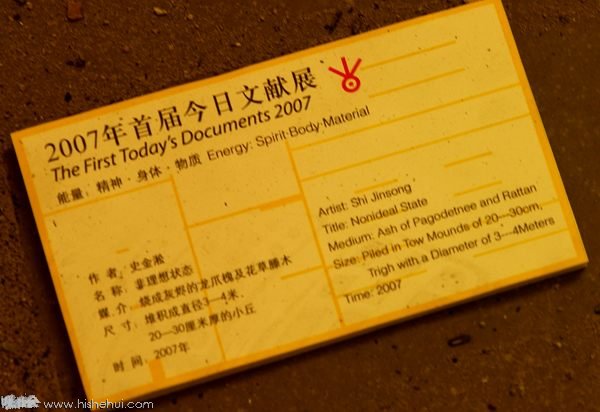 2007年首届今日文献展
The First Today's Documents 2007
能量：精神·身体·物质 Energy: Spirit·Body·Material
作 者：史金淞
名 称：非理想状态
媒 介：烧成灰烬的龙爪槐及花草藤木
尺 寸：堆积成直径3—4米，
20—30厘米厚的小丘
时 间：2007年
Artist: Shi Jinsong
Title: Nonideal State
Medium: Ash of Pagodetnee and Rattan
Size: Piled in Tow Mounds of 20—30cm,
Trigh with a Diameter of 3—4Meters
Time: 2007
www.hishehui.com